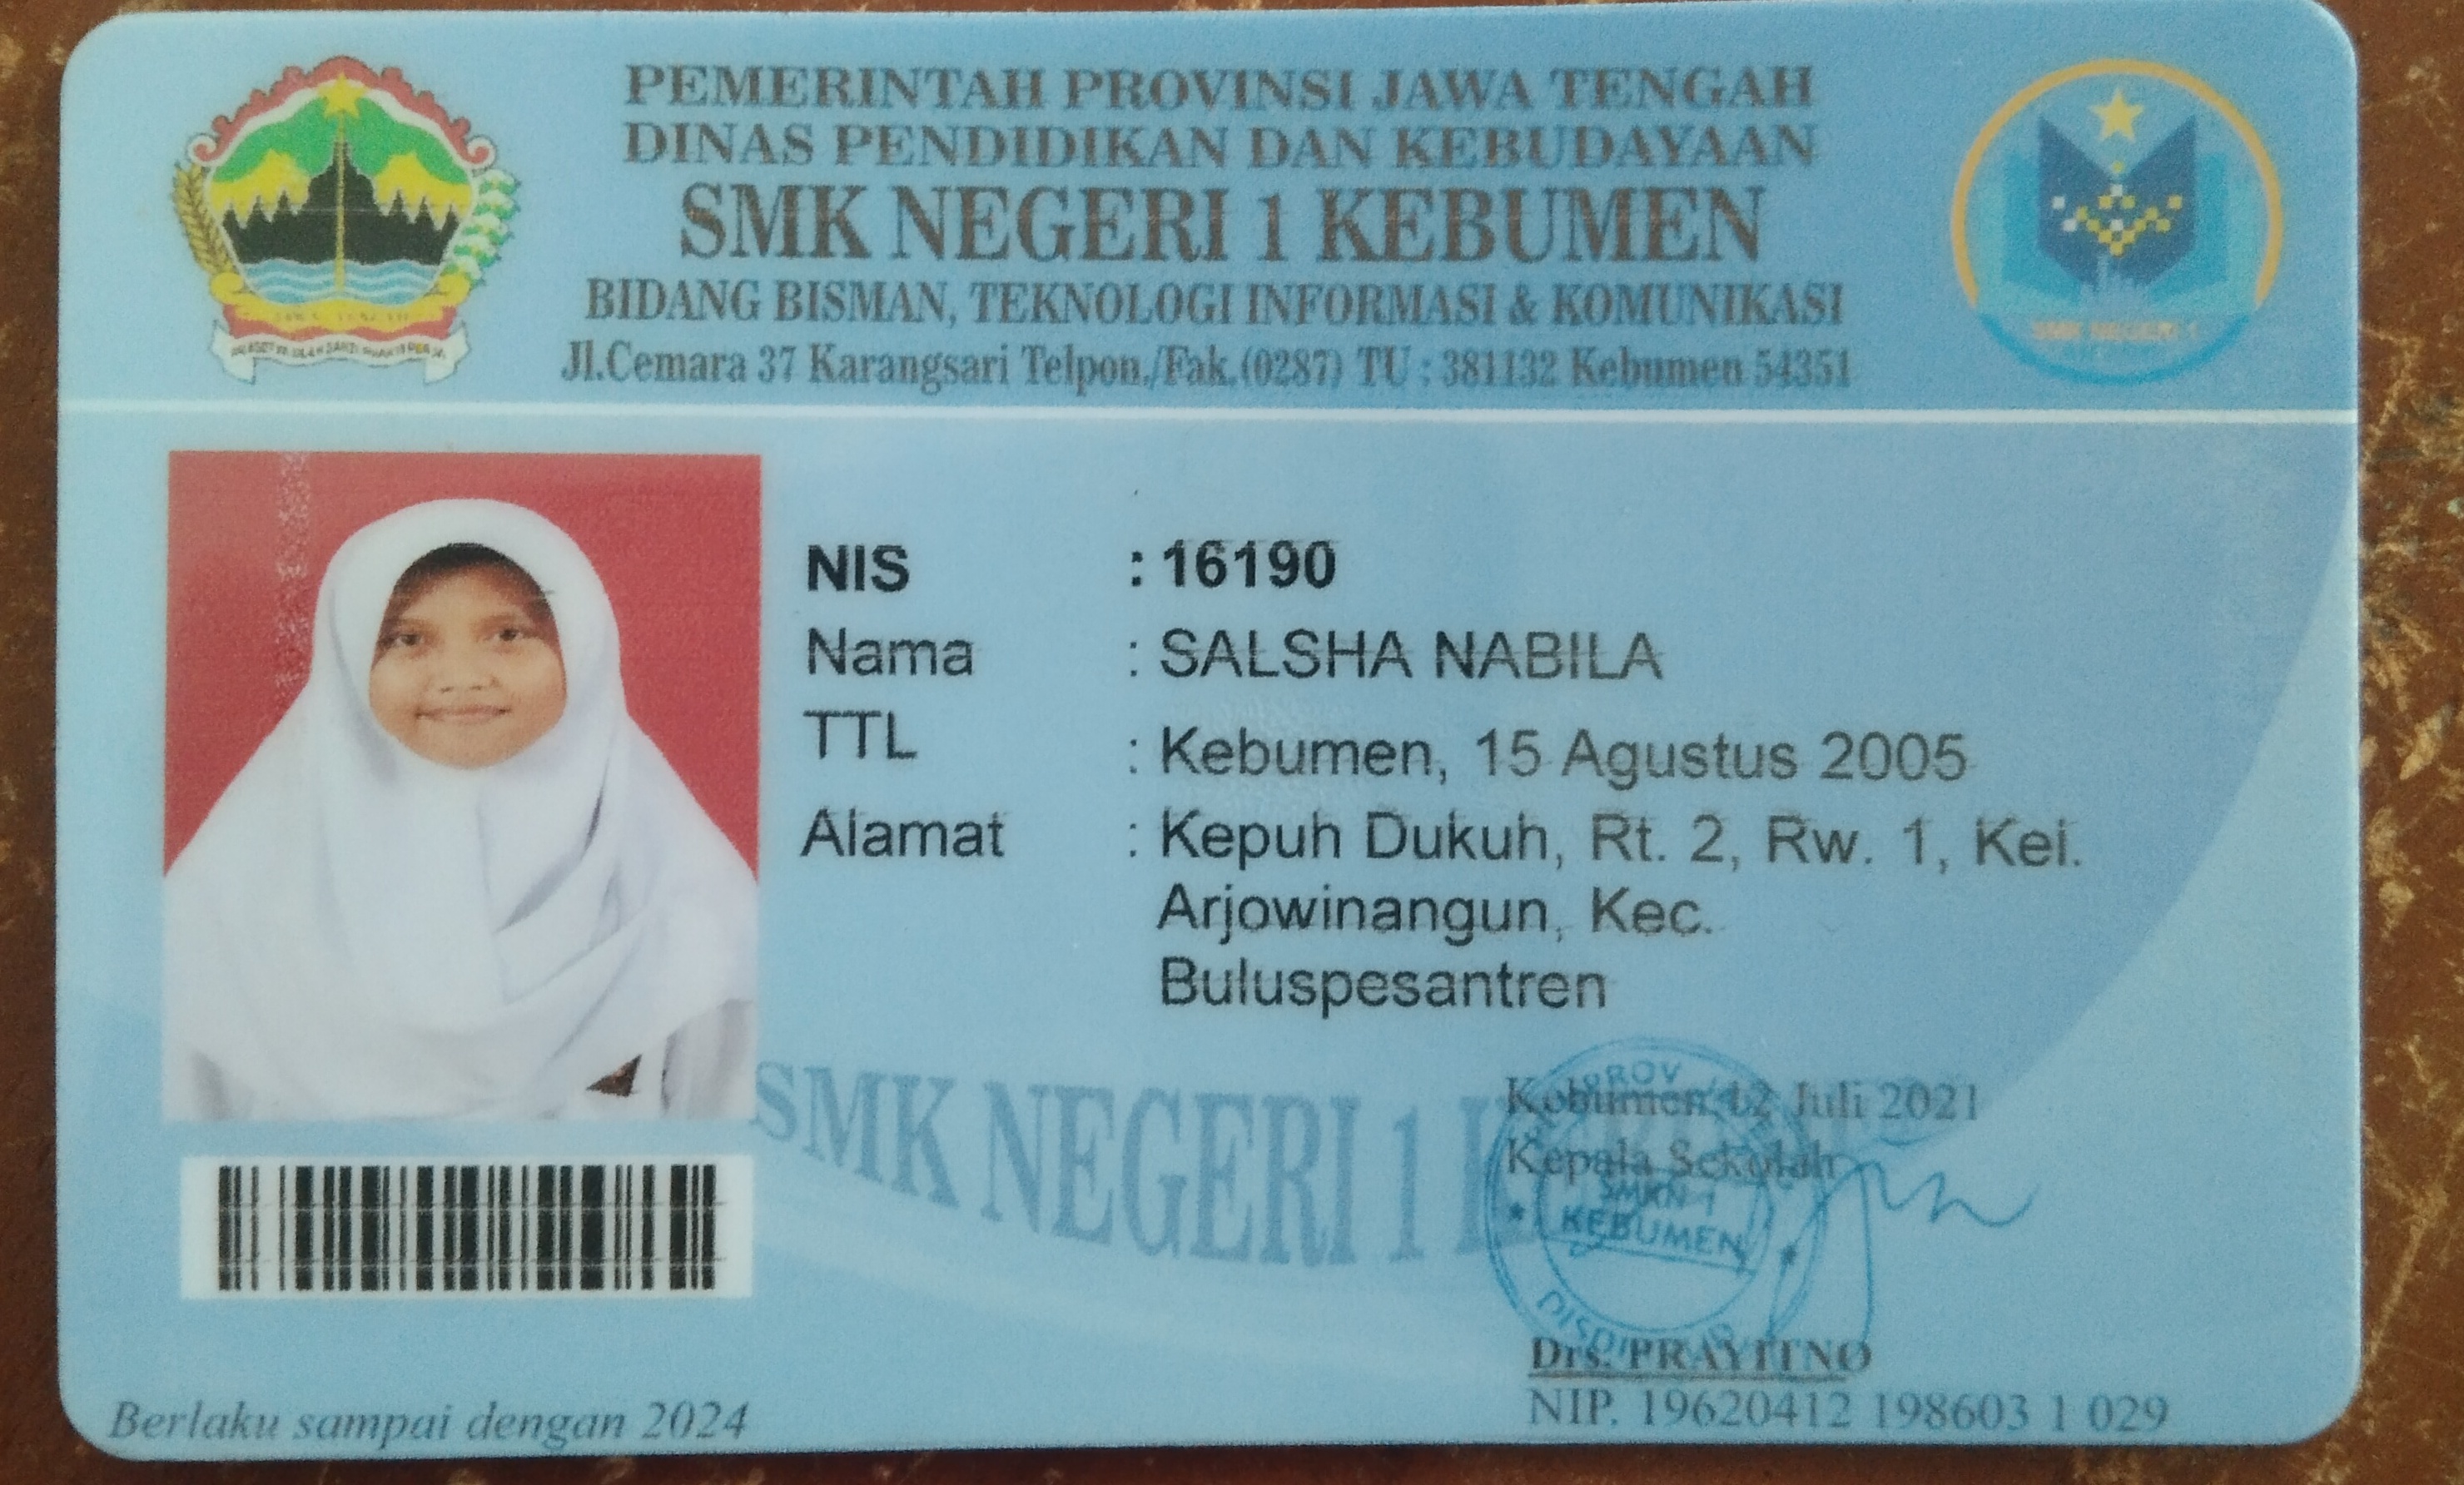 PEMERINTAH PROVINSI JAWA TENGAH
DINAS PENDIDIKAN DAN KEBUDAYAAN
SMK NEGERI 1 KEBUMEN
BIDANG BISMAN, TEKNOLOGI INFORMASI & KOMUNIKASI
Jl.Cemara 37 Karangsari Telpon./Fak.(0287) TU : 381132 Kebumen 54351
SMK NEGERI 1
NIS : 16190
Nama : SALSHA NABILA
TTL : Kebumen, 15 Agustus 2005
Alamat : Kepuh Dukuh, Rt. 2, Rw. 1, Kel.
Arjowinangun, Kec.
Buluspesantren
SMK NEGERI 1
Kebumen 12 Juli 2021
Kepala Sekolah
PROV
SMKN 1
KEBUMEN
Drs. PRAYITNO
NIP. 19620412 198603 1 029
Berlaku sampai dengan 2024